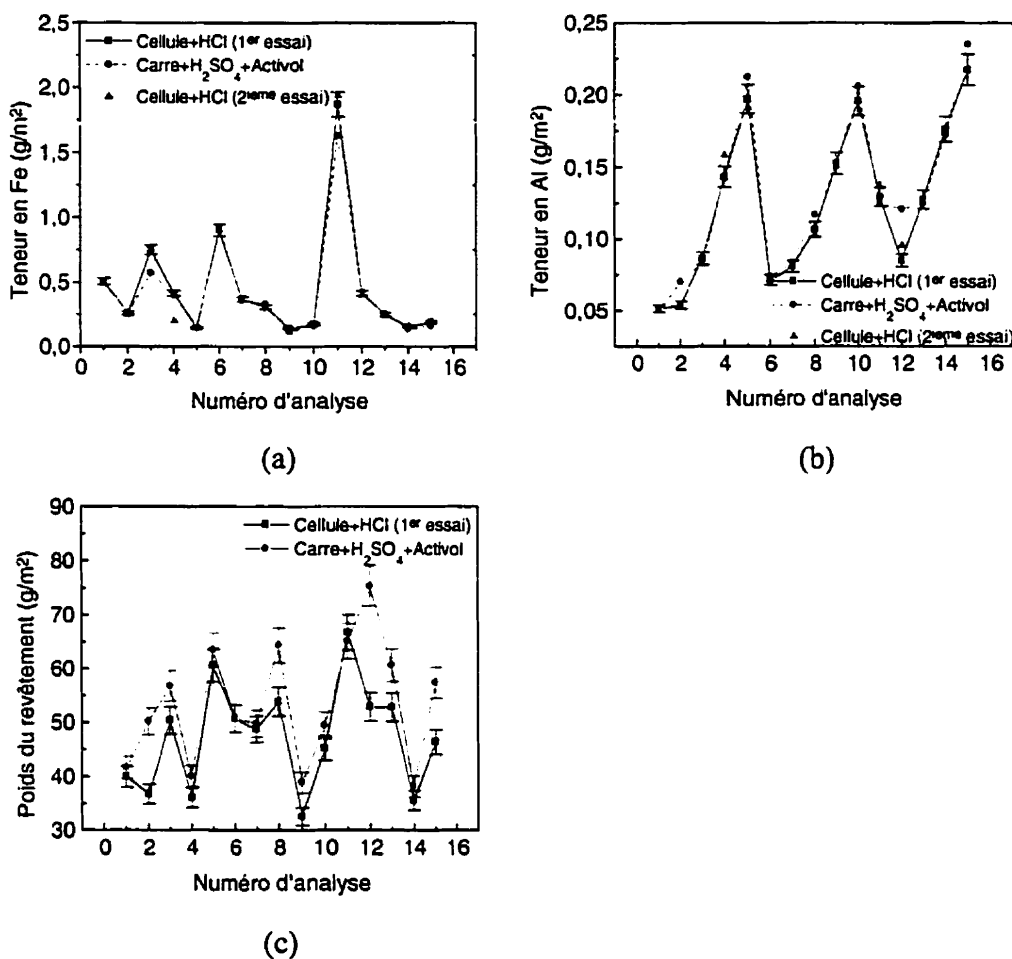 2,5
2,0
1,5
1,0
0,5
0,0
Teneur en Fe (g/m²)
Cellule+HCl (1er essai)
Carre+H₂SO₄+Activol
Cellule+HCl (2ieme essai)
0 2 4 6 8 10 12 14 16
Numéro d'analyse
(a)
0,25
0,20
0,15
0,10
0,05
Teneur en Al (g/m²)
Cellule+HCl (1er essai)
Carre+H₂SO₄+Activol
Cellule+HCl (2ieme essai)
0 2 4 6 8 10 12 14 16
Numéro d'analyse
(b)
90
80
70
60
50
40
30
Poids du revêtement (g/m²)
Cellule+HCl (1er essai)
Carre+H₂SO₄+Activol
0 2 4 6 8 10 12 14 16
Numéro d'analyse
(c)